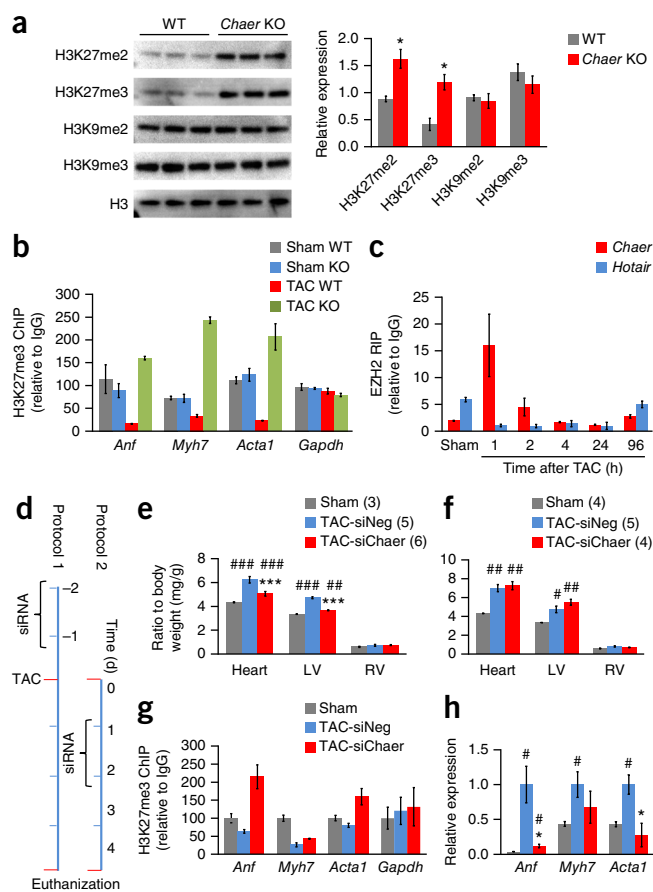 a
WT Chaer KO
H3K27me2
H3K27me3
H3K9me2
H3K9me3
H3
Relative expression
2.0
1.5
1.0
0.5
0
* *
WT
Chaer KO
H3K27me2 H3K27me3 H3K9me2 H3K9me3
b
Sham WT
Sham KO
TAC WT
TAC KO
H3K27me3 ChIP
(relative to IgG)
300
250
200
150
100
50
0
Anf Myh7 Acta1 Gapdh
c
Chaer
Hotair
EZH2 RIP
(relative to IgG)
25
20
15
10
5
0
Sham 1 2 4 24 96
Time after TAC (h)
d
Protocol 1
Protocol 2
siRNA
–2
–1
Time (d)
TAC
0
siRNA
1
2
3
4
Euthanization
e
Sham (3)
TAC-siNeg (5)
TAC-siChaer (6)
Ratio to body
weight (mg/g)
10
8
6
4
2
0
### ### ### ##
*** ***
Heart LV RV
f
Sham (4)
TAC-siNeg (5)
TAC-siChaer (4)
10
8
6
4
2
0
## ## # ##
Heart LV RV
g
Sham
TAC-siNeg
TAC-siChaer
H3K27me3 ChIP
(relative to IgG)
300
250
200
150
100
50
0
Anf Myh7 Acta1 Gapdh
h
Relative expression
1.5
1.0
0.5
0
# # #
#
* *
Anf Myh7 Acta1